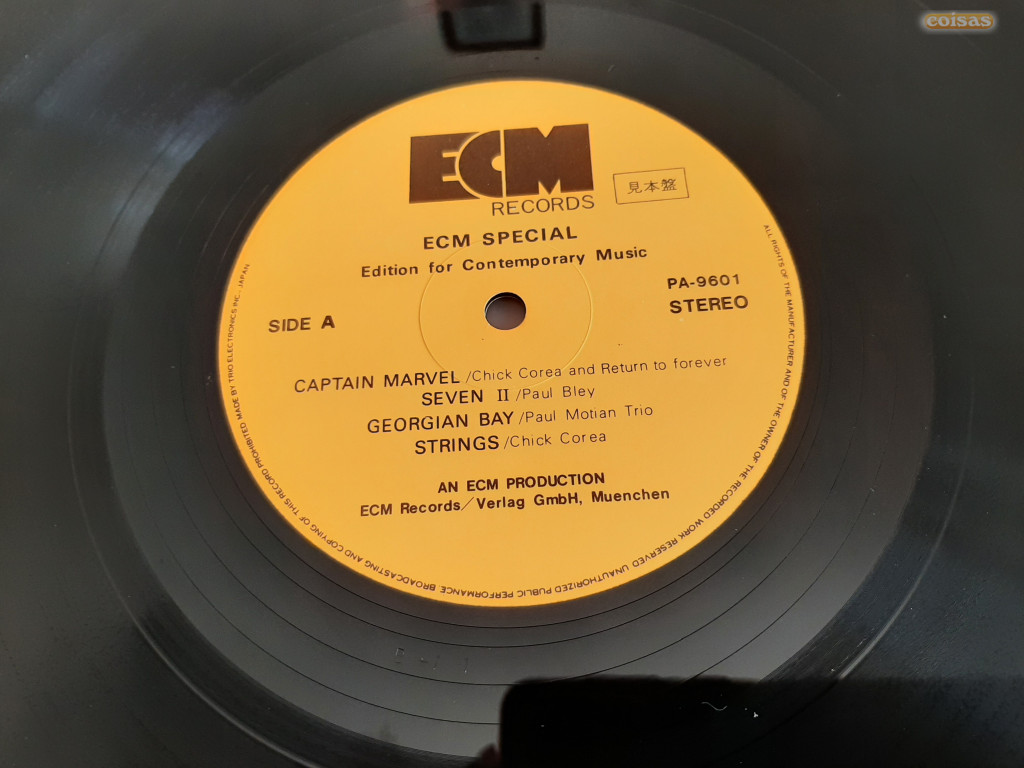 coisas
ECM
RECORDS
見本盤
ECM SPECIAL
Edition for Contemporary Music
PA-9601
SIDE A
STEREO
CAPTAIN MARVEL/Chick Corea and Return to forever
SEVEN II/Paul Bley
GEORGIAN BAY/Paul Motian Trio
STRINGS/Chick Corea
AN ECM PRODUCTION
ECM Records/Verlag GmbH, Muenchen
ALL RIGHTS OF THE MANUFACTURER AND OF THE OWNER OF THE RECORDED WORK RESERVED UNAUTHORIZED PUBLIC PERFORMANCE BROADCASTING AND COPYING OF THIS RECORD PROHIBITED MADE BY TRIO ELECTRONICS INC., JAPAN